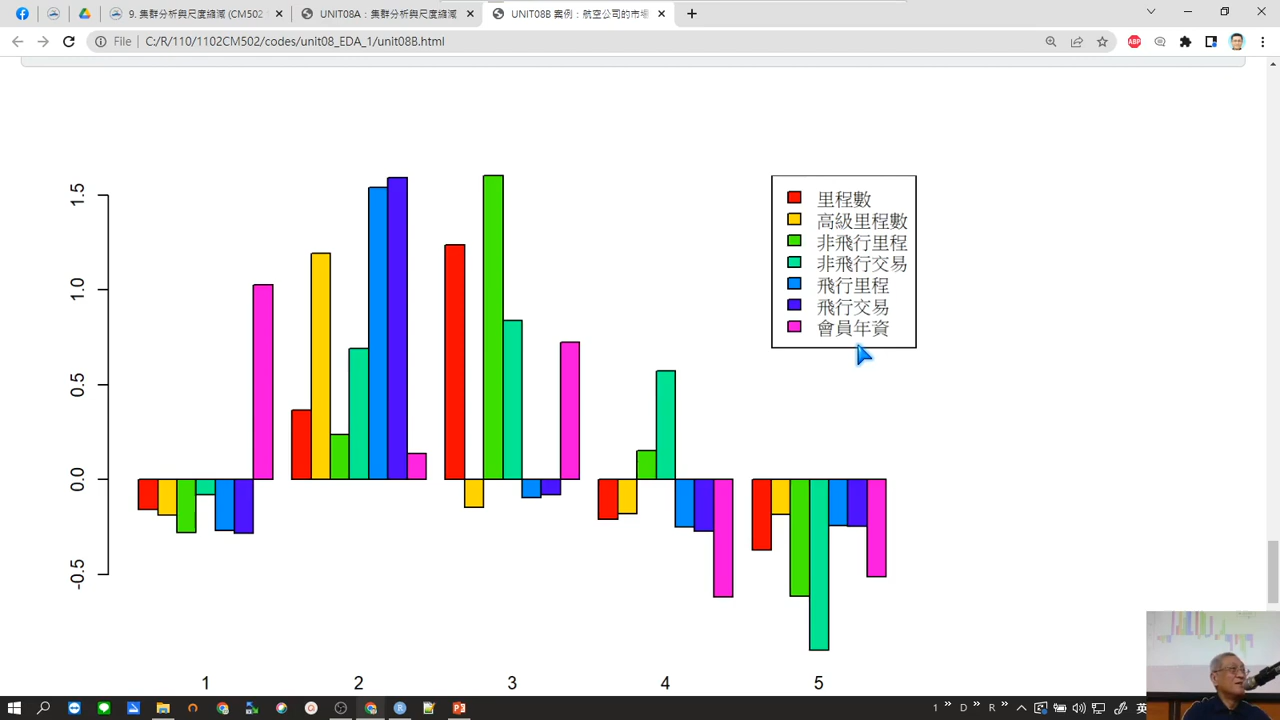 9. 集群分析與尺度縮減 (CM502
UNIT08A：集群分析與尺度縮減
UNIT08B 案例：航空公司的市場
File
C:/R/110/1102CM502/codes/unit08_EDA_1/unit08B.html
ABP
1.5
1.0
0.5
0.0
-0.5
里程數
高級里程數
非飛行里程
非飛行交易
飛行里程
飛行交易
會員年資
1
2
3
4
5
1 » D » R » 英